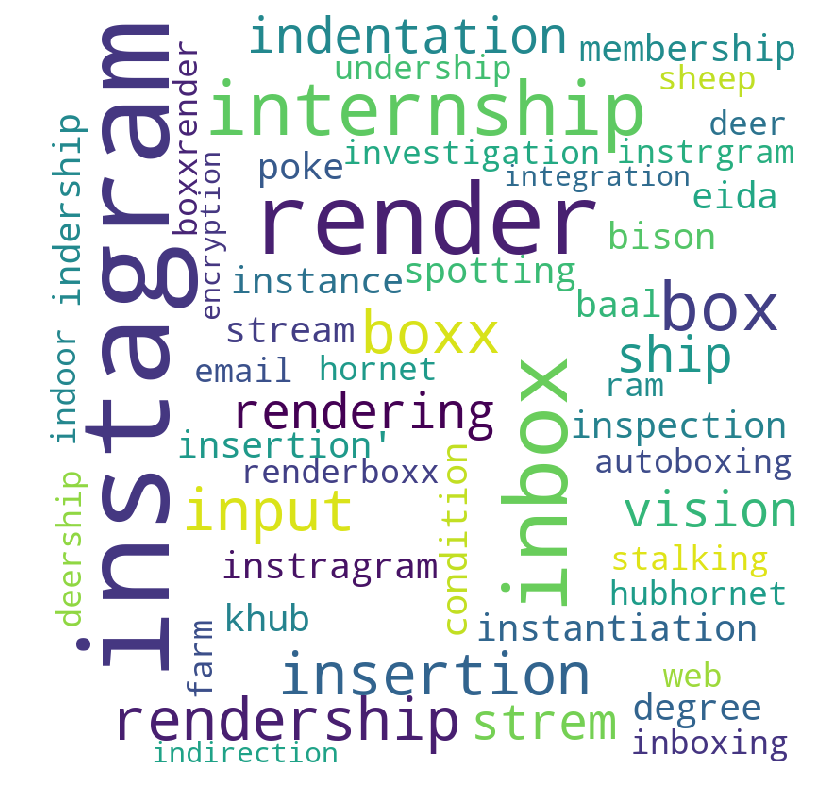 instagram
indentation
membership
undership
sheep
boxxrender
internship
deer
indership
poke
investigation
instrgram
integration
encryption
render
eida
bison
instance
spotting
baal
box
stream
boxx
ship
indoor
email
hornet
ram
rendering
inbox
inspection
insertion'
autoboxing
renderboxx
condition
deership
input
vision
instragram
stalking
hubhornet
khub
instantiation
farm
insertion
web
rendership
strem
degree
inboxing
indirection